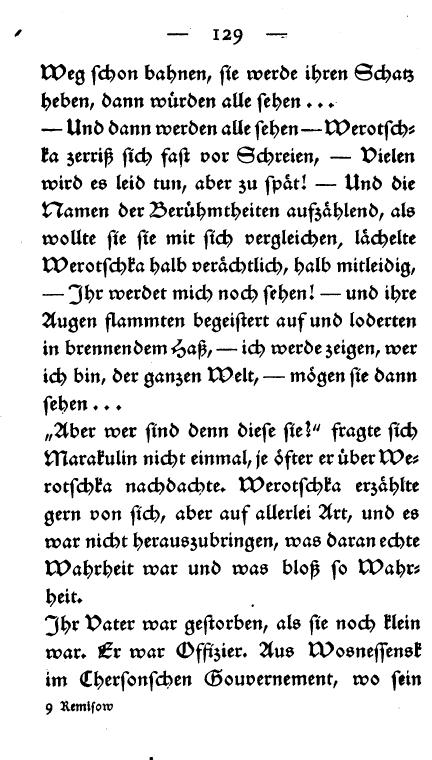 — 129 —
Weg schon bahnen, sie werde ihren Schatz
heben, dann würden alle sehen ...
— Und dann werden alle sehen — Werotsch-
ka zerriß sich fast vor Schreien, — Vielen
wird es leid tun, aber zu spät! — Und die
Namen der Berühmtheiten aufzählend, als
wollte sie sie mit sich vergleichen, lächelte
Werotschka halb verächtlich, halb mitleidig,
— Ihr werdet mich noch sehen! — und ihre
Augen flammten begeistert auf und loderten
in brennendem Haß, — ich werde zeigen, wer
ich bin, der ganzen Welt, — mögen sie dann
sehen ...
„Aber wer sind denn diese sie?“ fragte sich
Marakulin nicht einmal, je öfter er über We-
rotschka nachdachte. Werotschka erzählte
gern von sich, aber auf allerlei Art, und es
war nicht herauszubringen, was daran echte
Wahrheit war und was bloß so Wahr-
heit.
Ihr Vater war gestorben, als sie noch klein
war. Er war Offizier. Aus Wosnessensk
im Chersonschen Gouvernement, wo sein
9 Remisow